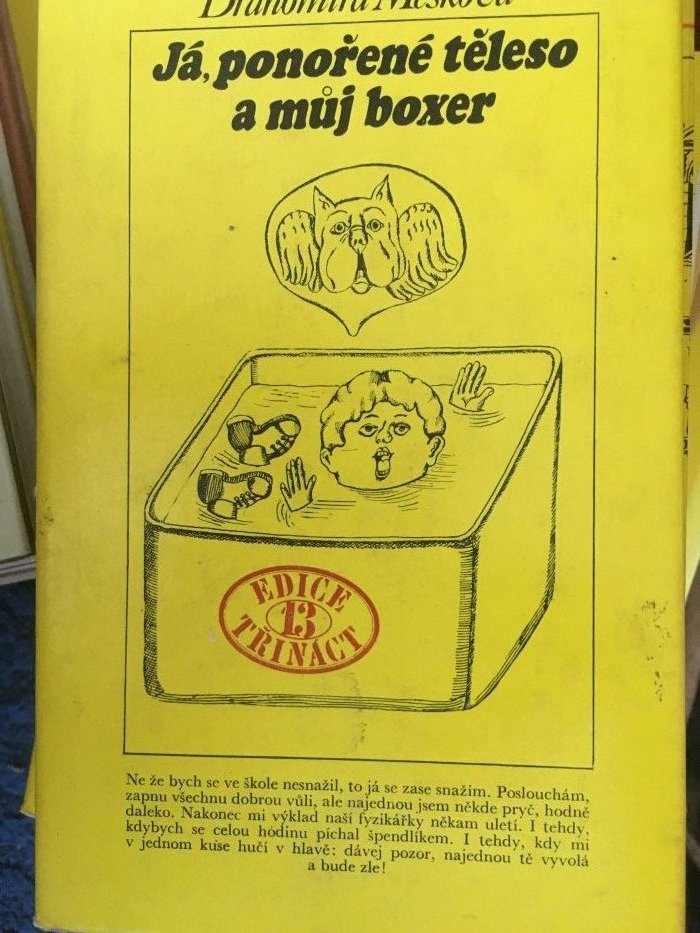 Drahomíra Mešková
Já, ponořené těleso
a můj boxer
EDICE
13
TŘINÁCT
Ne že bych se ve škole nesnažil, to já se zase snažím. Poslouchám,
zapnu všechnu dobrou vůli, ale najednou jsem někde pryč, hodně
daleko. Nakonec mi výklad naší fyzikářky někam uletí. I tehdy,
kdybych se celou hodinu píchal špendlíkem. I tehdy, kdy mi
v jednom kuse hučí v hlavě: dávej pozor, najednou tě vyvolá
a bude zle!